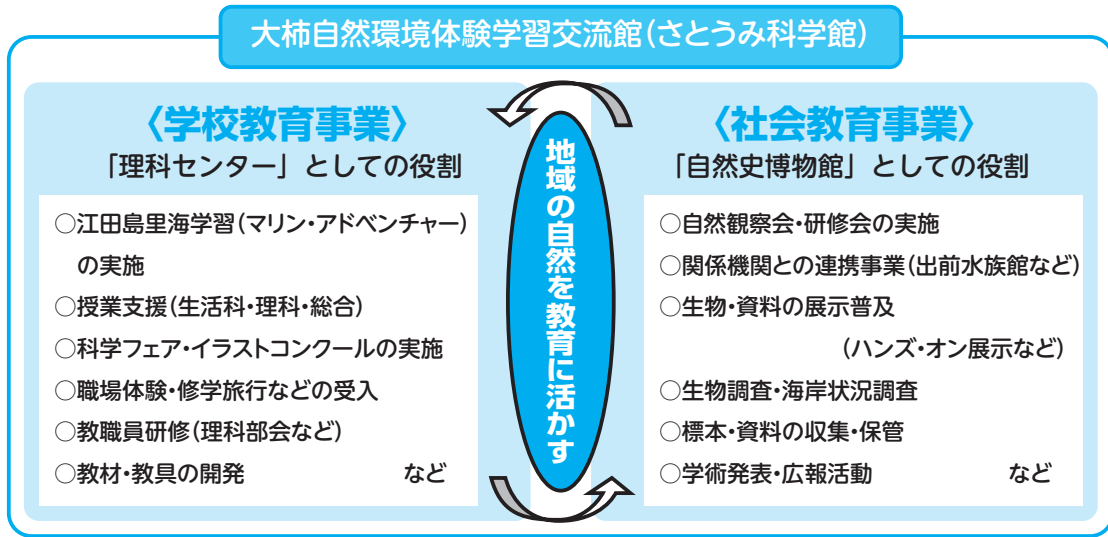 大柿自然環境体験学習交流館(さとうみ科学館)
〈学校教育事業〉
「理科センター」としての役割
○江田島里海学習(マリン・アドベンチャー)
の実施
○授業支援(生活科・理科・総合)
○科学フェア・イラストコンクールの実施
○職場体験・修学旅行などの受入
○教職員研修(理科部会など)
○教材・教具の開発 など
地域の自然を教育に活かす
〈社会教育事業〉
「自然史博物館」としての役割
○自然観察会・研修会の実施
○関係機関との連携事業(出前水族館など)
○生物・資料の展示普及
(ハンズ・オン展示など)
○生物調査・海岸状況調査
○標本・資料の収集・保管
○学術発表・広報活動 など